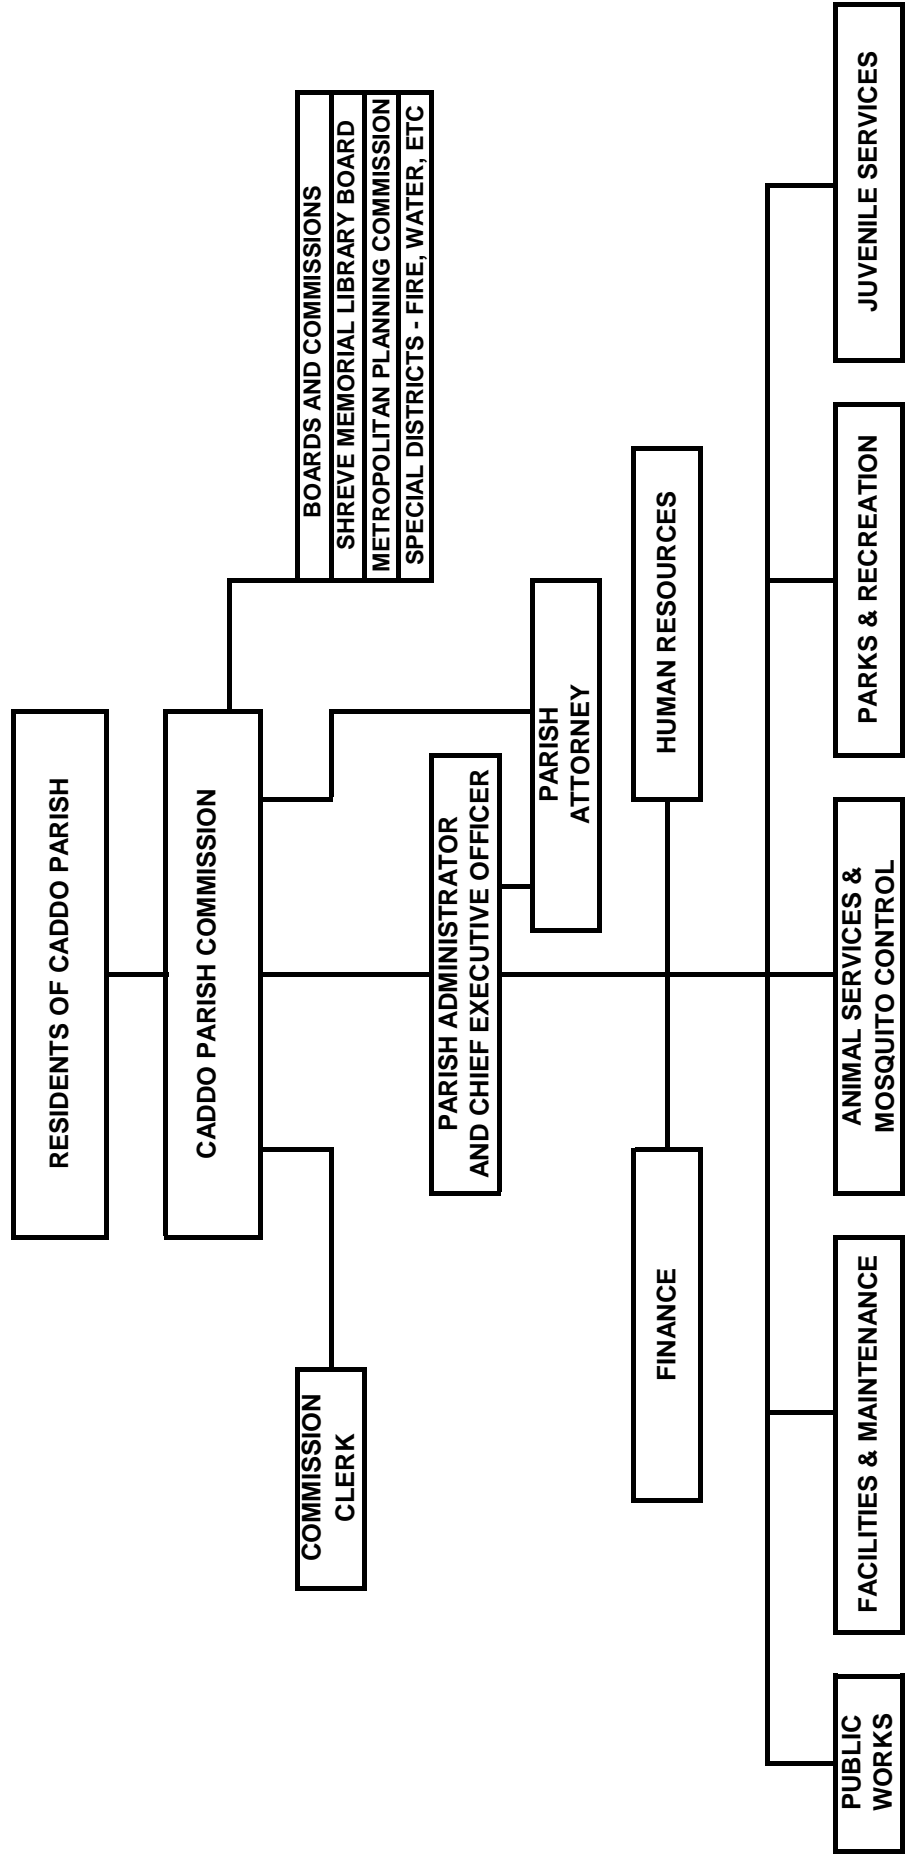 RESIDENTS OF CADDO PARISH
CADDO PARISH COMMISSION
COMMISSION
CLERK
BOARDS AND COMMISSIONS
SHREVE MEMORIAL LIBRARY BOARD
METROPOLITAN PLANNING COMMISSION
SPECIAL DISTRICTS - FIRE, WATER, ETC
PARISH ADMINISTRATOR
AND CHIEF EXECUTIVE OFFICER
PARISH
ATTORNEY
FINANCE
HUMAN RESOURCES
PUBLIC
WORKS
FACILITIES & MAINTENANCE
ANIMAL SERVICES &
MOSQUITO CONTROL
PARKS & RECREATION
JUVENILE SERVICES